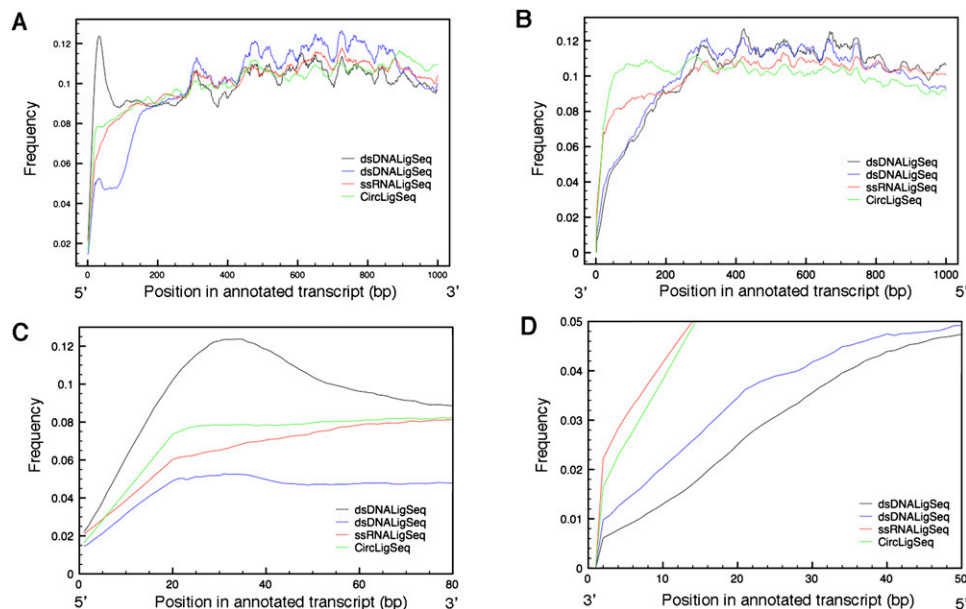 A
Frequency
0.12
0.1
0.08
0.06
0.04
0.02
dsDNALigSeq
dsDNALigSeq
ssRNALigSeq
CircLigSeq
0
200
400
600
800
1000
5'
Position in annotated transcript (bp)
3'
B
Frequency
0.12
0.1
0.08
0.06
0.04
0.02
0
dsDNALigSeq
dsDNALigSeq
ssRNALigSeq
CircLigSeq
0
200
400
600
800
1000
3'
Position in annotated transcript (bp)
5'
C
Frequency
0.12
0.1
0.08
0.06
0.04
0.02
0
dsDNALigSeq
dsDNALigSeq
ssRNALigSeq
CircLigSeq
0
20
40
60
80
5'
Position in annotated transcript (bp)
3'
D
Frequency
0.05
0.04
0.03
0.02
0.01
0
dsDNALigSeq
dsDNALigSeq
ssRNALigSeq
CircLigSeq
0
10
20
30
40
50
3'
Position in annotated transcript (bp)
5'